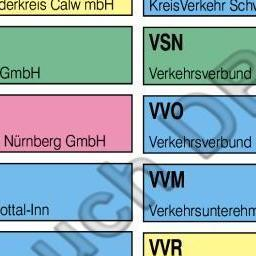 derkreis Calw mbH
KreisVerkehr Schw
GmbH
VSN
Verkehrsverbund
Nürnberg GmbH
VVO
Verkehrsverbund
ottal-Inn
VVM
Verkehrsunterehm
VVR